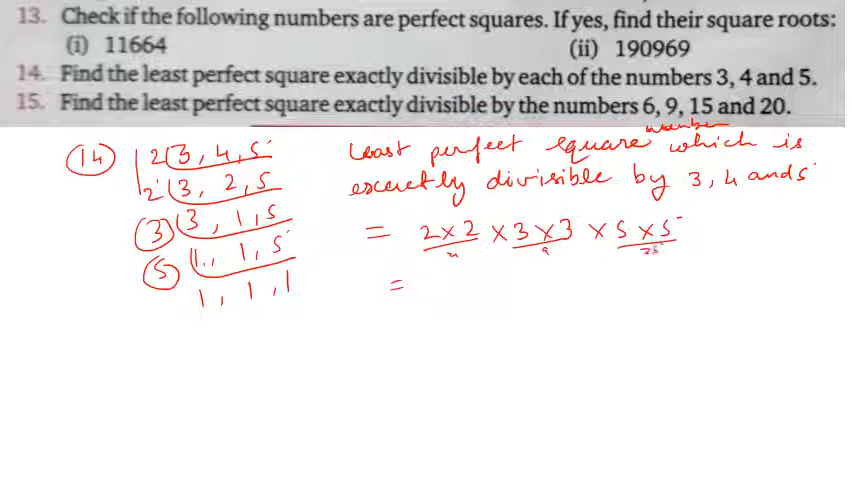 13. Check if the following numbers are perfect squares. If yes, find their square roots:
(i) 11664 (ii) 190969
14. Find the least perfect square exactly divisible by each of the numbers 3, 4 and 5.
15. Find the least perfect square exactly divisible by the numbers 6, 9, 15 and 20.
(14)
2 3, 4, 5
2 3, 2, 5
3 3, 1, 5
5 1, 1, 5
1, 1, 1
number
Least perfect square which is
exactly divisible by 3, 4 and 5
= 2 × 2 × 3 × 3 × 5 × 5
4 9 25
=